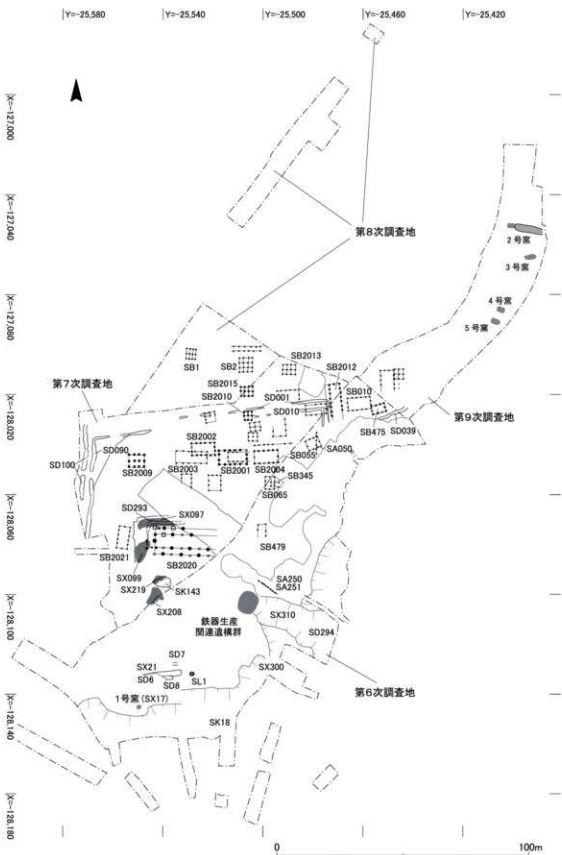 Y=-25,580
Y=-25,540
Y=-25,500
Y=-25,460
Y=-25,420
X=-127,000
X=-127,040
第8次調査地
2号窯
3号窯
4号窯
5号窯
X=-127,080
SB1
SB2
SB2013
SB2012
SB2015
SB010
第7次調査地
SB2010
SD001
第9次調査地
X=-128,020
SD010
SB475
SD039
SD090
SB2002
SA050
SD100
SB055
SB2009
SB2003
SB2001
SB2004
SB345
SB065
SD293
SX097
X=-128,060
SB479
SB2021
SB2020
SX099
SX219
SK143
SA250
SA251
SX208
鉄器生産
関連遺構群
SX310
X=-128,100
SD294
SD7
SX21
SX300
SD6
SD8
SL1
第6次調査地
1号窯(SX17)
SK18
X=-128,140
X=-128,180
0
100m